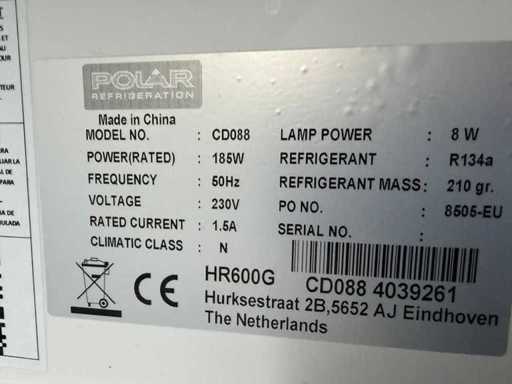 POLAR
REFRIGERATION
Made in China
MODEL NO. : CD088
POWER(RATED) : 185W
FREQUENCY : 50Hz
VOLTAGE : 230V
RATED CURRENT : 1.5A
CLIMATIC CLASS : N
LAMP POWER : 8 W
REFRIGERANT : R134a
REFRIGERANT MASS: 210 gr.
PO NO. : 8505-EU
SERIAL NO. :
CE
HR600G
CD088 4039261
Hurksestraat 2B,5652 AJ Eindhoven
The Netherlands